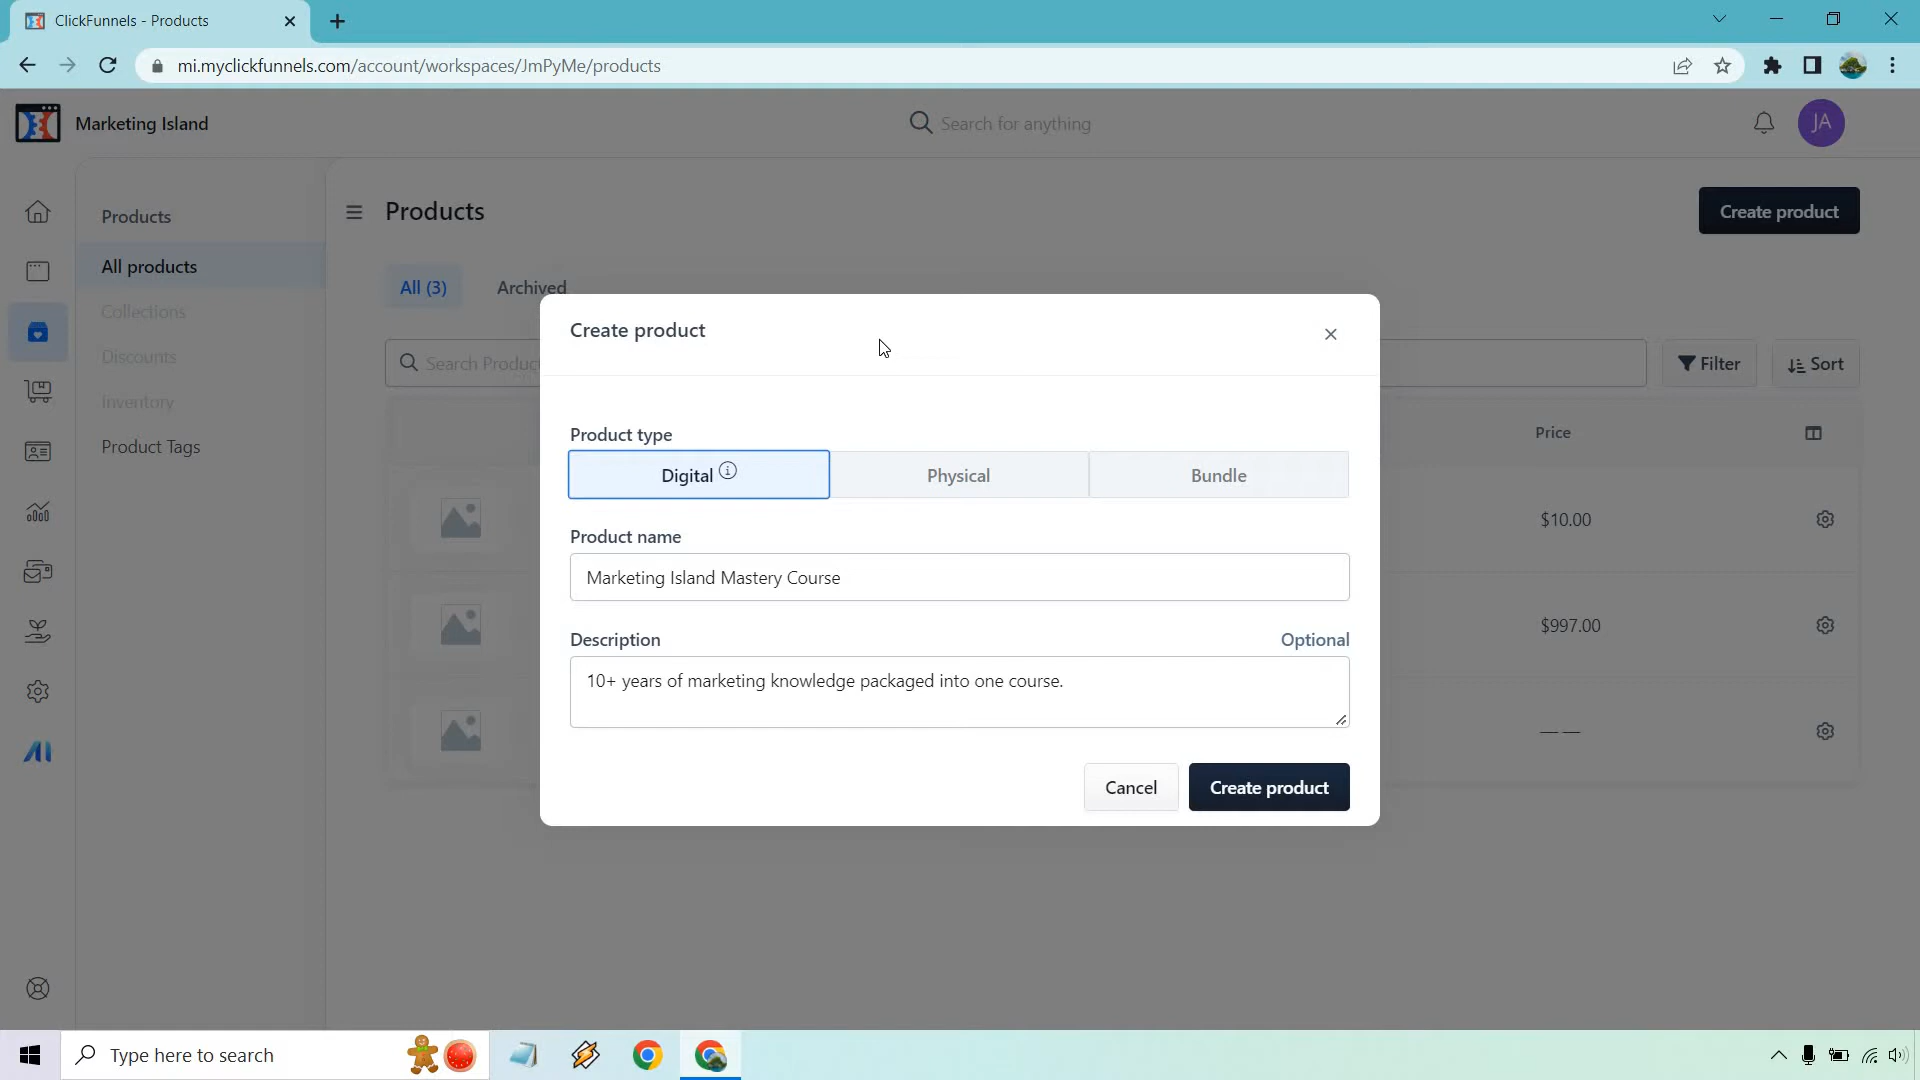 ClickFunnels - Products
mi.myclickfunnels.com/account/workspaces/JmPyMe/products
Marketing Island
Search for anything
JA
Products
All products
Collections
Discounts
Inventory
Product Tags
Products
Create product
All (3)
Archived
Search Product
Filter
Sort
Price
$10.00
$997.00
— —
Create product
Product type
Digital
Physical
Bundle
Product name
Marketing Island Mastery Course
Description
Optional
10+ years of marketing knowledge packaged into one course.
Cancel
Create product
Type here to search